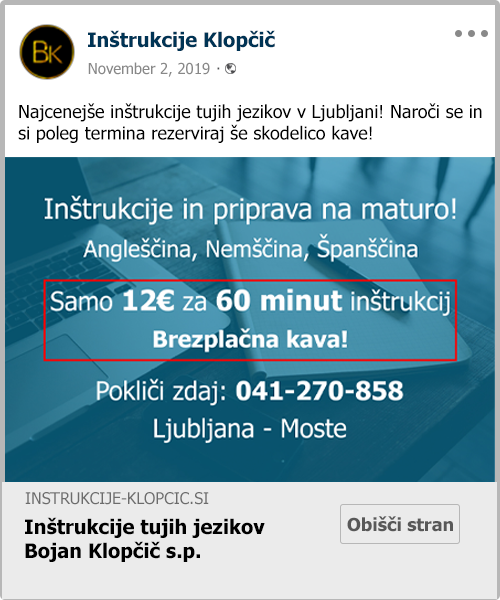 BK
Inštrukcije Klopčič
November 2, 2019 ·
Najcenejše inštrukcije tujih jezikov v Ljubljani! Naroči se in
si poleg termina rezerviraj še skodelico kave!
Inštrukcije in priprava na maturo!
Angleščina, Nemščina, Španščina
Samo 12€ za 60 minut inštrukcij
Brezplačna kava!
Pokliči zdaj: 041-270-858
Ljubljana - Moste
INSTRUKCIJE-KLOPCIC.SI
Inštrukcije tujih jezikov
Bojan Klopčič s.p.
Obišči stran